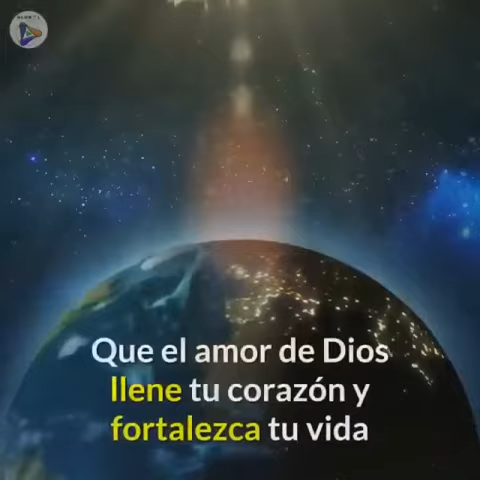 Que el amor de Dios
llene tu corazón y
fortalezca tu vida